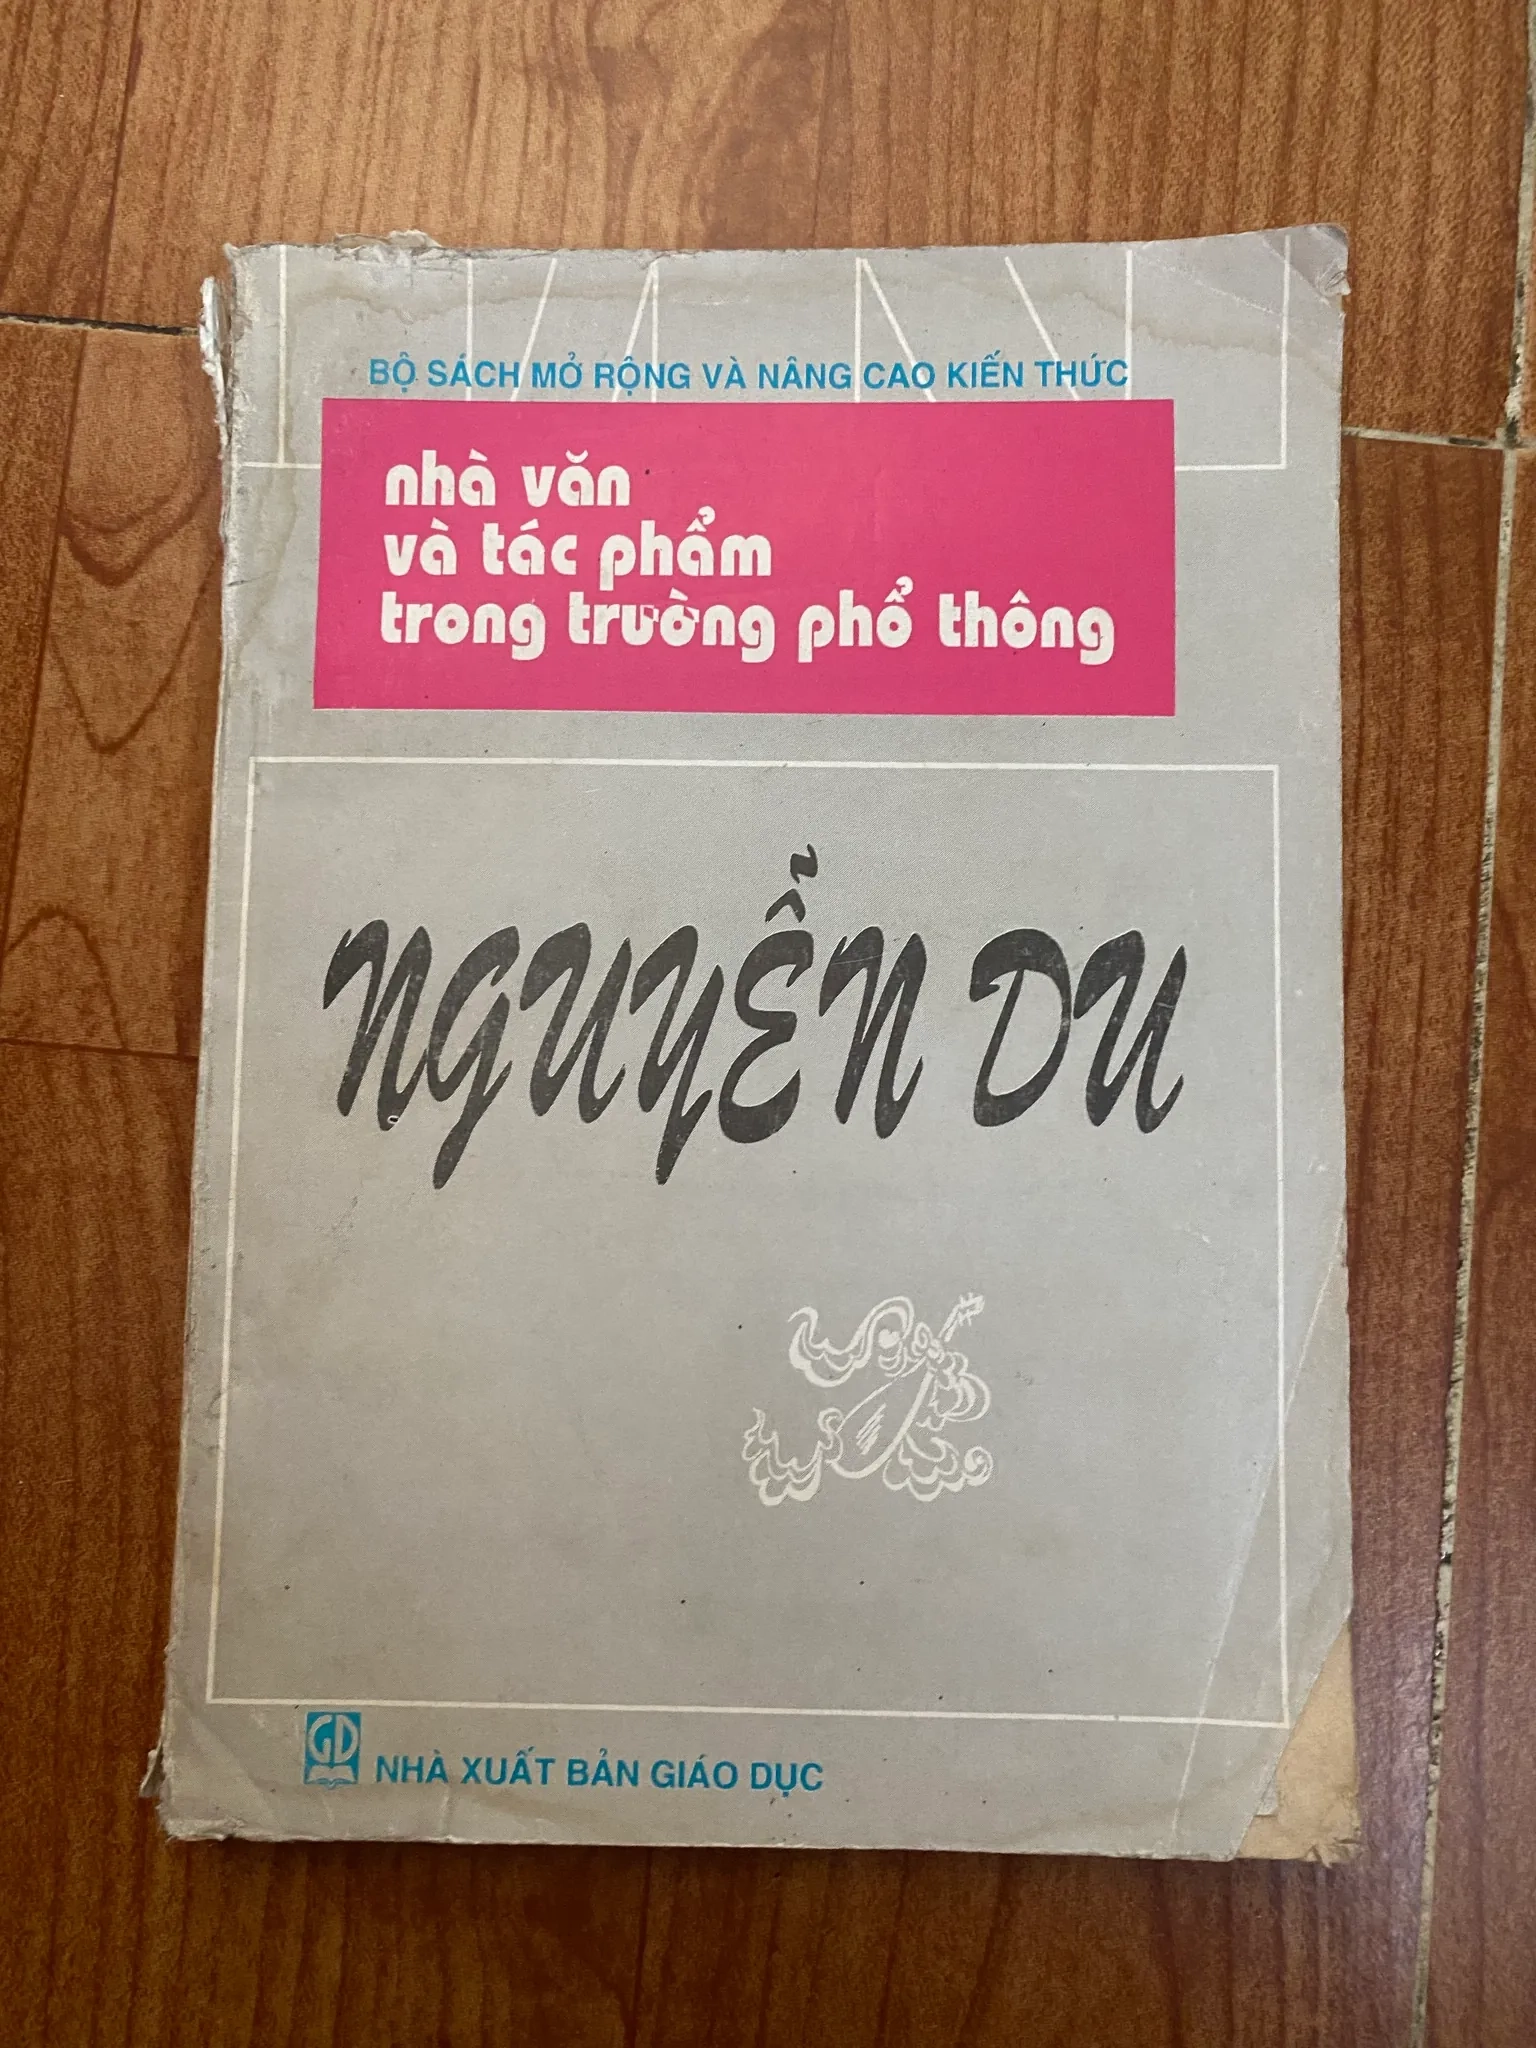 BỘ SÁCH MỞ RỘNG VÀ NÂNG CAO KIẾN THỨC
nhà văn
và tác phẩm
trong trường phổ thông
NGUYỄN DU
GD
NHÀ XUẤT BẢN GIÁO DỤC